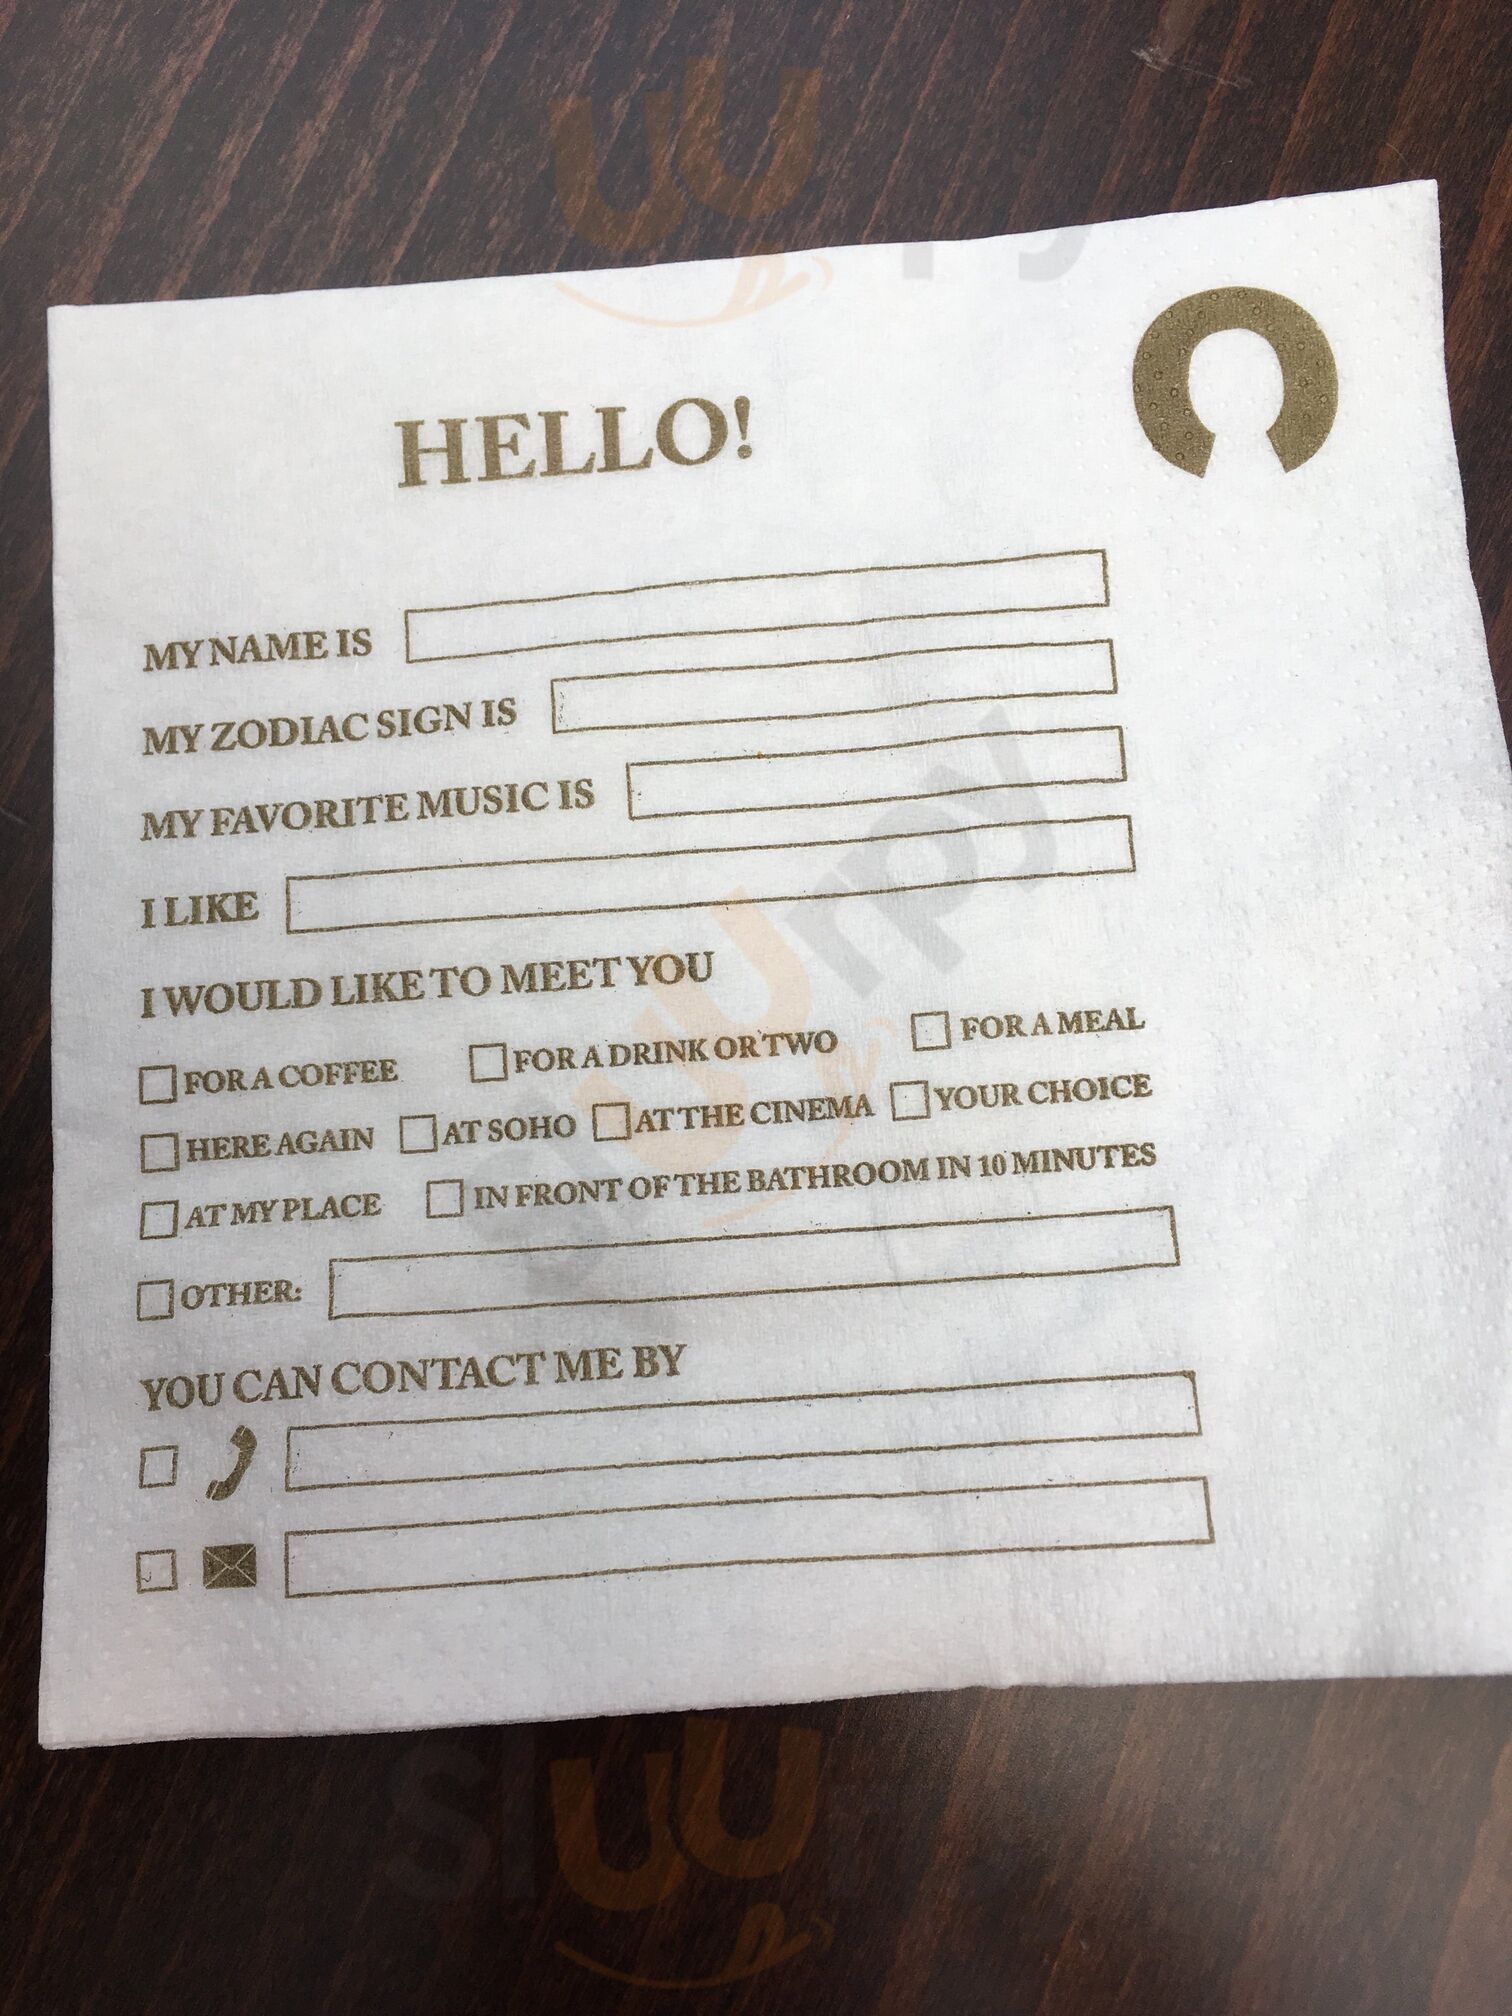 HELLO!
MY NAME IS
MY ZODIAC SIGN IS
MY FAVORITE MUSIC IS
I LIKE
I WOULD LIKE TO MEET YOU
FOR A COFFEE FOR A DRINK OR TWO FOR A MEAL
HERE AGAIN AT SOHO AT THE CINEMA YOUR CHOICE
AT MY PLACE IN FRONT OF THE BATHROOM IN 10 MINUTES
OTHER:
YOU CAN CONTACT ME BY
slurpy